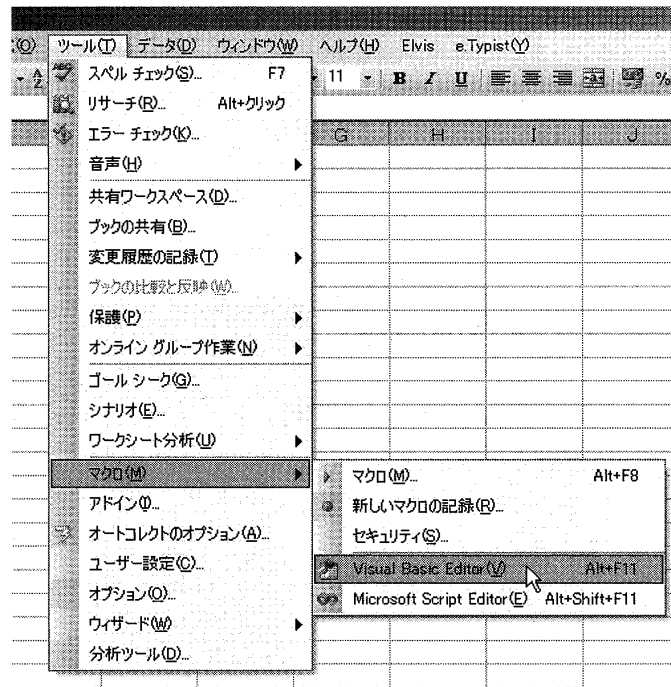 (O) ツール(T) データ(D) ウィンドウ(W) ヘルプ(H) Elvis e.Typist(Y)
11 B I U %
スペル チェック(S)... F7
リサーチ(R)... Alt+クリック
エラー チェック(K)...
G H I J
音声(H)
共有ワークスペース(D)...
ブックの共有(B)...
変更履歴の記録(T)
ブックの比較と反映(W)...
保護(P)
オンライン グループ作業(N)
ゴール シーク(G)...
シナリオ(E)...
ワークシート分析(U)
マクロ(M)
マクロ(M)... Alt+F8
アドイン(I)...
新しいマクロの記録(R)...
オートコレクトのオプション(A)...
セキュリティ(S)...
ユーザー設定(C)...
Visual Basic Editor(V) Alt+F11
オプション(O)...
Microsoft Script Editor(E) Alt+Shift+F11
ウィザード(W)
分析ツール(D)...